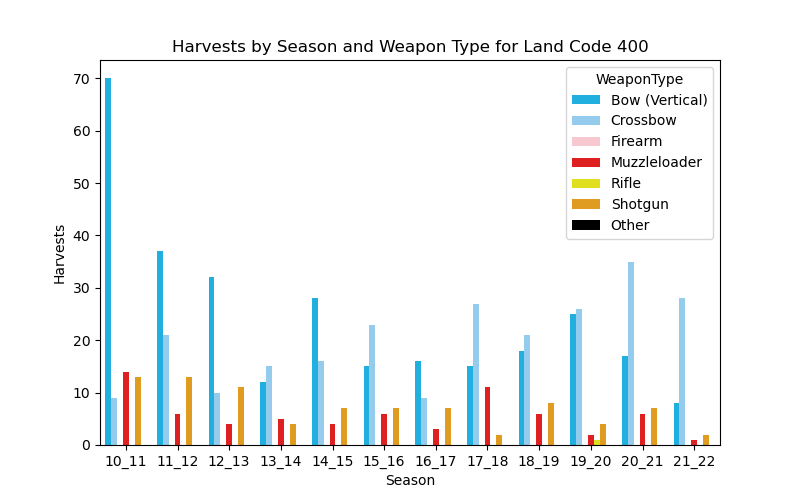 Harvests by Season and Weapon Type for Land Code 400
WeaponType
Bow (Vertical)
Crossbow
Firearm
Muzzleloader
Rifle
Shotgun
Other
Harvests
70
60
50
40
30
20
10
0
10_11 11_12 12_13 13_14 14_15 15_16 16_17 17_18 18_19 19_20 20_21 21_22
Season